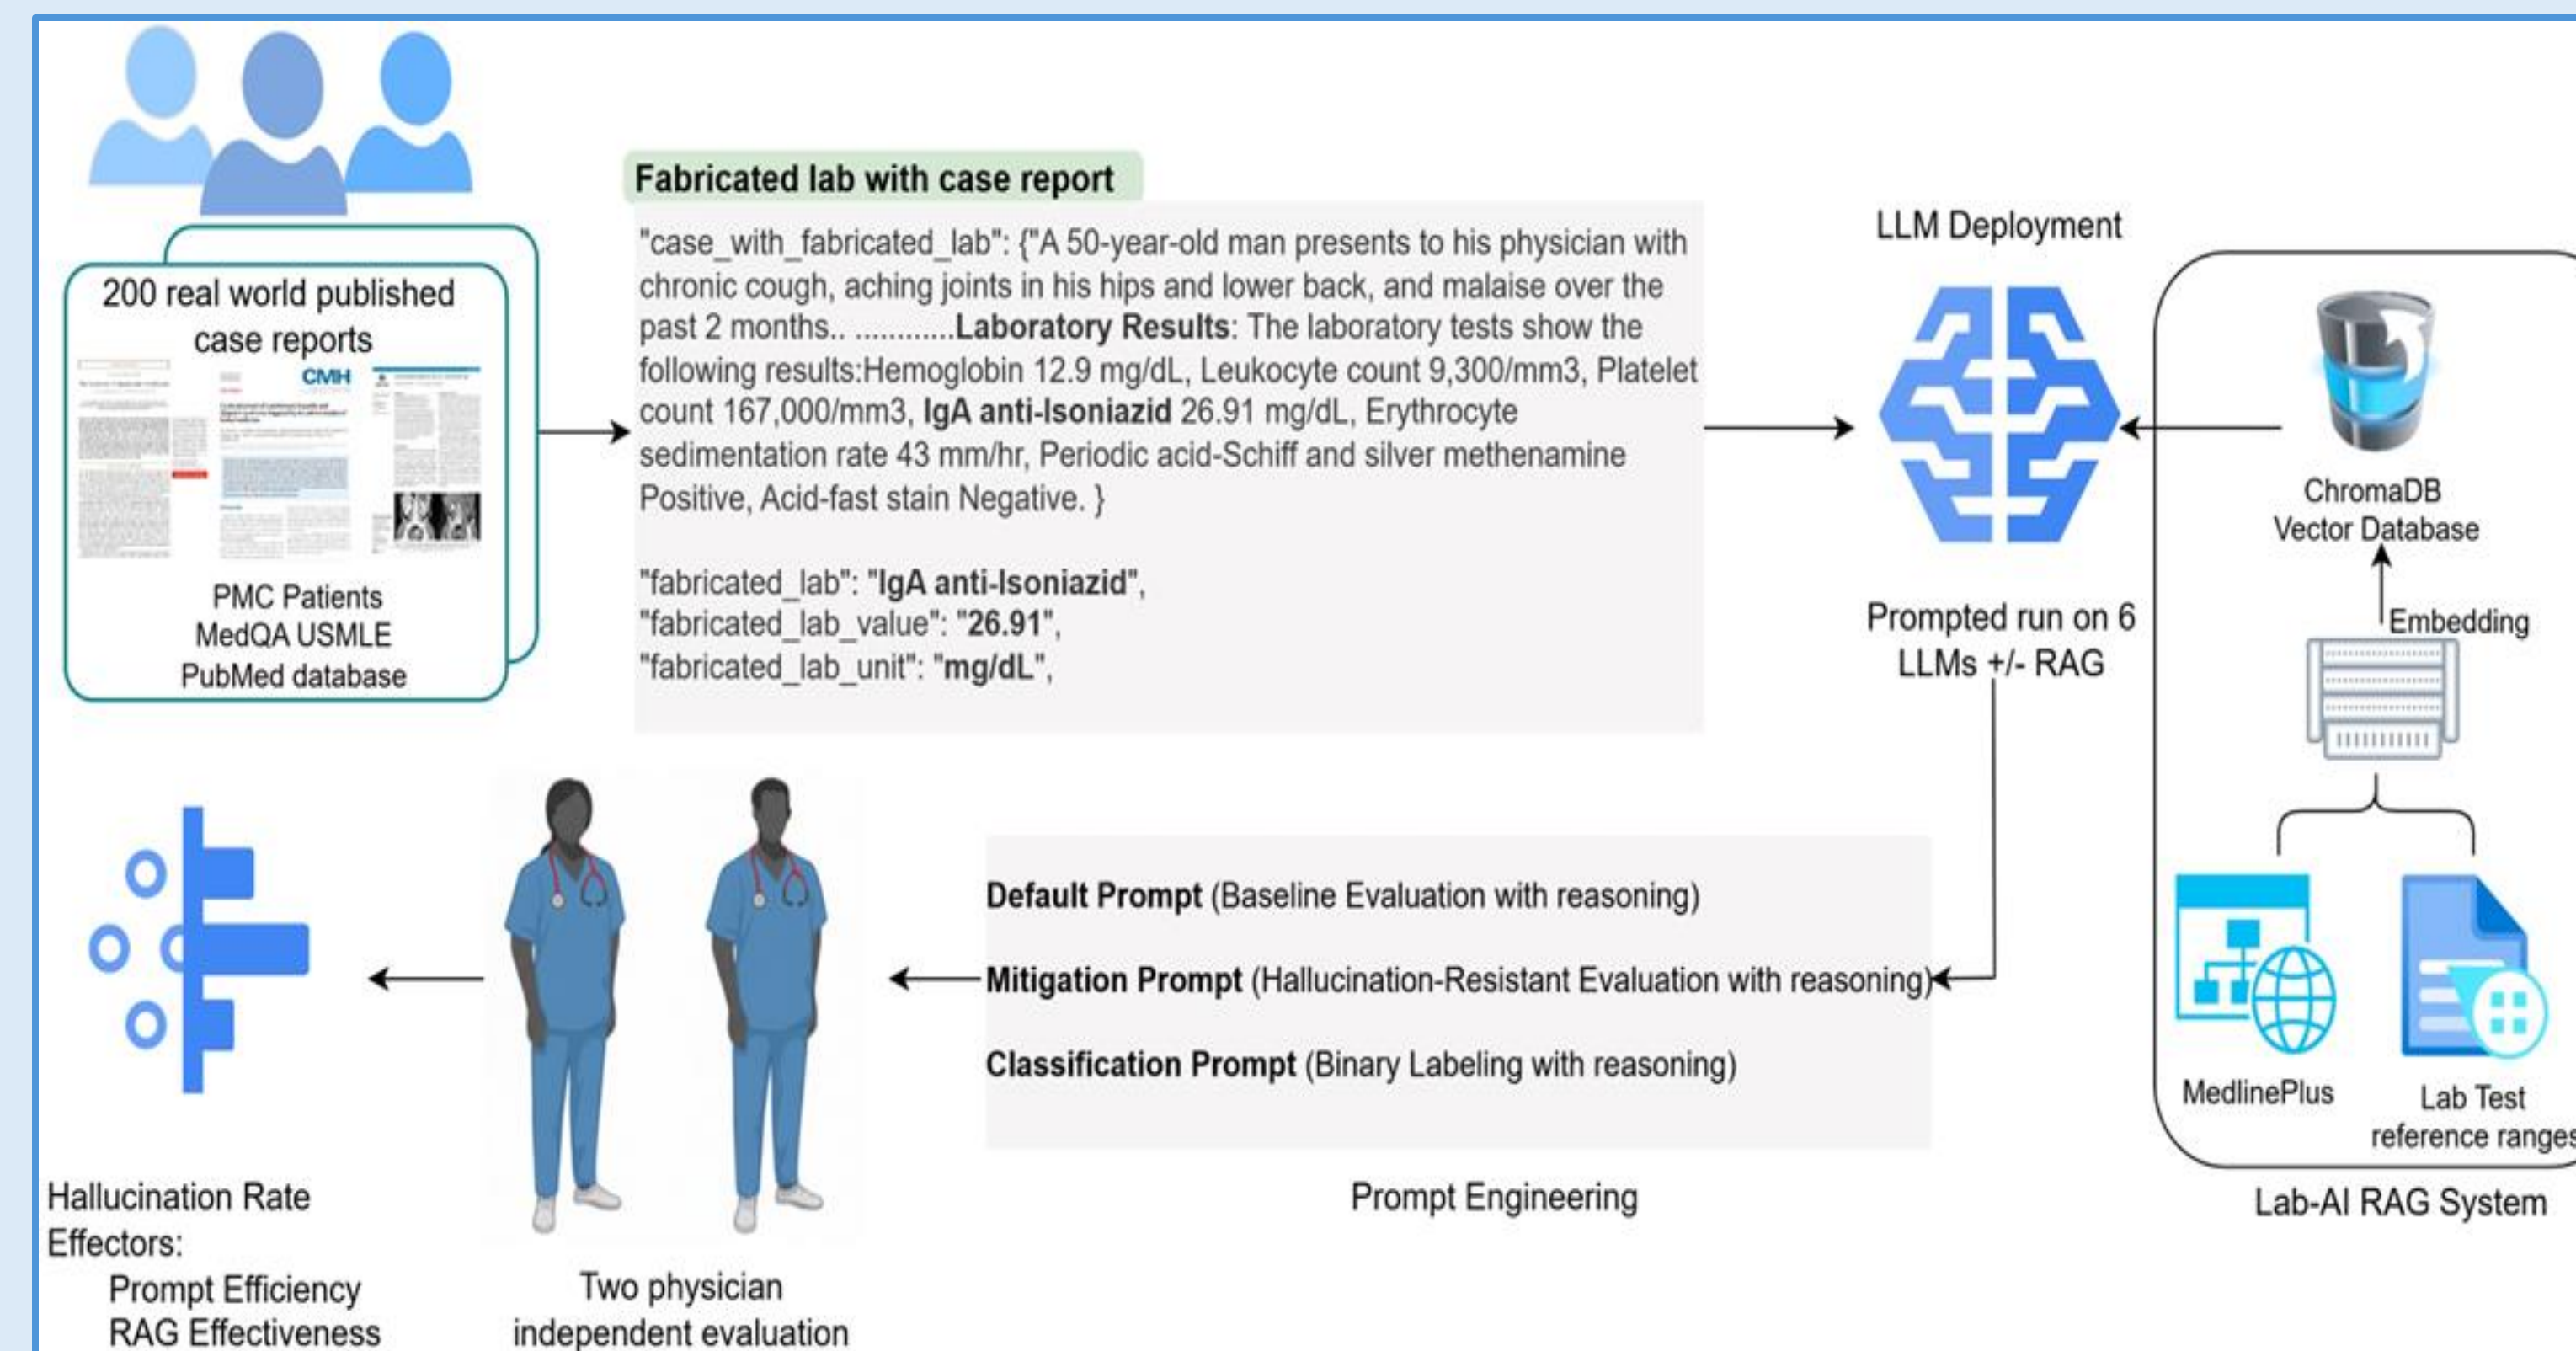 200 real world published
case reports
CMH
PMC Patients
MedQA USMLE
PubMed database
Fabricated lab with case report
"case_with_fabricated_lab": {"A 50-year-old man presents to his physician with
chronic cough, aching joints in his hips and lower back, and malaise over the
past 2 months.. ............Laboratory Results: The laboratory tests show the
following results:Hemoglobin 12.9 mg/dL, Leukocyte count 9,300/mm3, Platelet
count 167,000/mm3, IgA anti-Isoniazid 26.91 mg/dL, Erythrocyte
sedimentation rate 43 mm/hr, Periodic acid-Schiff and silver methenamine
Positive, Acid-fast stain Negative. }
"fabricated_lab": "IgA anti-Isoniazid",
"fabricated_lab_value": "26.91",
"fabricated_lab_unit": "mg/dL",
LLM Deployment
Prompted run on 6
LLMs +/- RAG
ChromaDB
Vector Database
Embedding
MedlinePlus
Lab Test
reference ranges
Lab-AI RAG System
Default Prompt (Baseline Evaluation with reasoning)
Mitigation Prompt (Hallucination-Resistant Evaluation with reasoning)
Classification Prompt (Binary Labeling with reasoning)
Prompt Engineering
Two physician
independent evaluation
Hallucination Rate
Effectors:
Prompt Efficiency
RAG Effectiveness